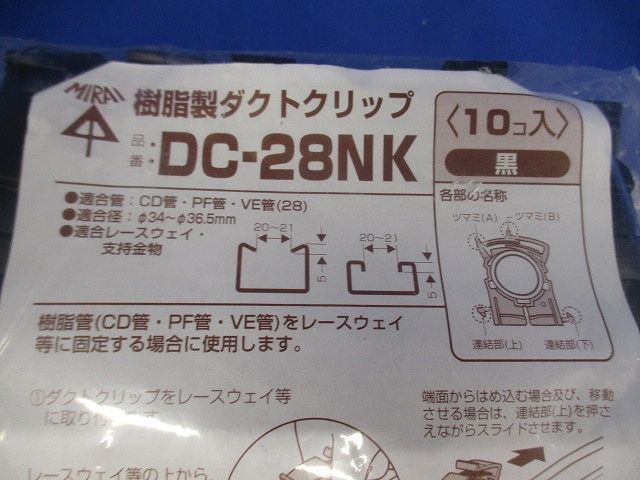 MIRAI
樹脂製ダクトクリップ
品番: DC-28NK
〈10コ入〉
黒
●適合管:CD管・PF管・VE管(28)
●適合径:φ34~φ36.5mm
●適合レースウェイ・
支持金物
20~21
5
20~21
5
各部の名称
ツマミ(A)
ツマミ(B)
連結部(上)
連結部(下)
樹脂管(CD管・PF管・VE管)をレースウェイ
等に固定する場合に使用します。
①ダクトクリップをレースウェイ等
に取り
端面からはめ込む場合及び、移動
させる場合は、連結部(上)を押さ
えながらスライドさせます。
レースウェイ等の上から、